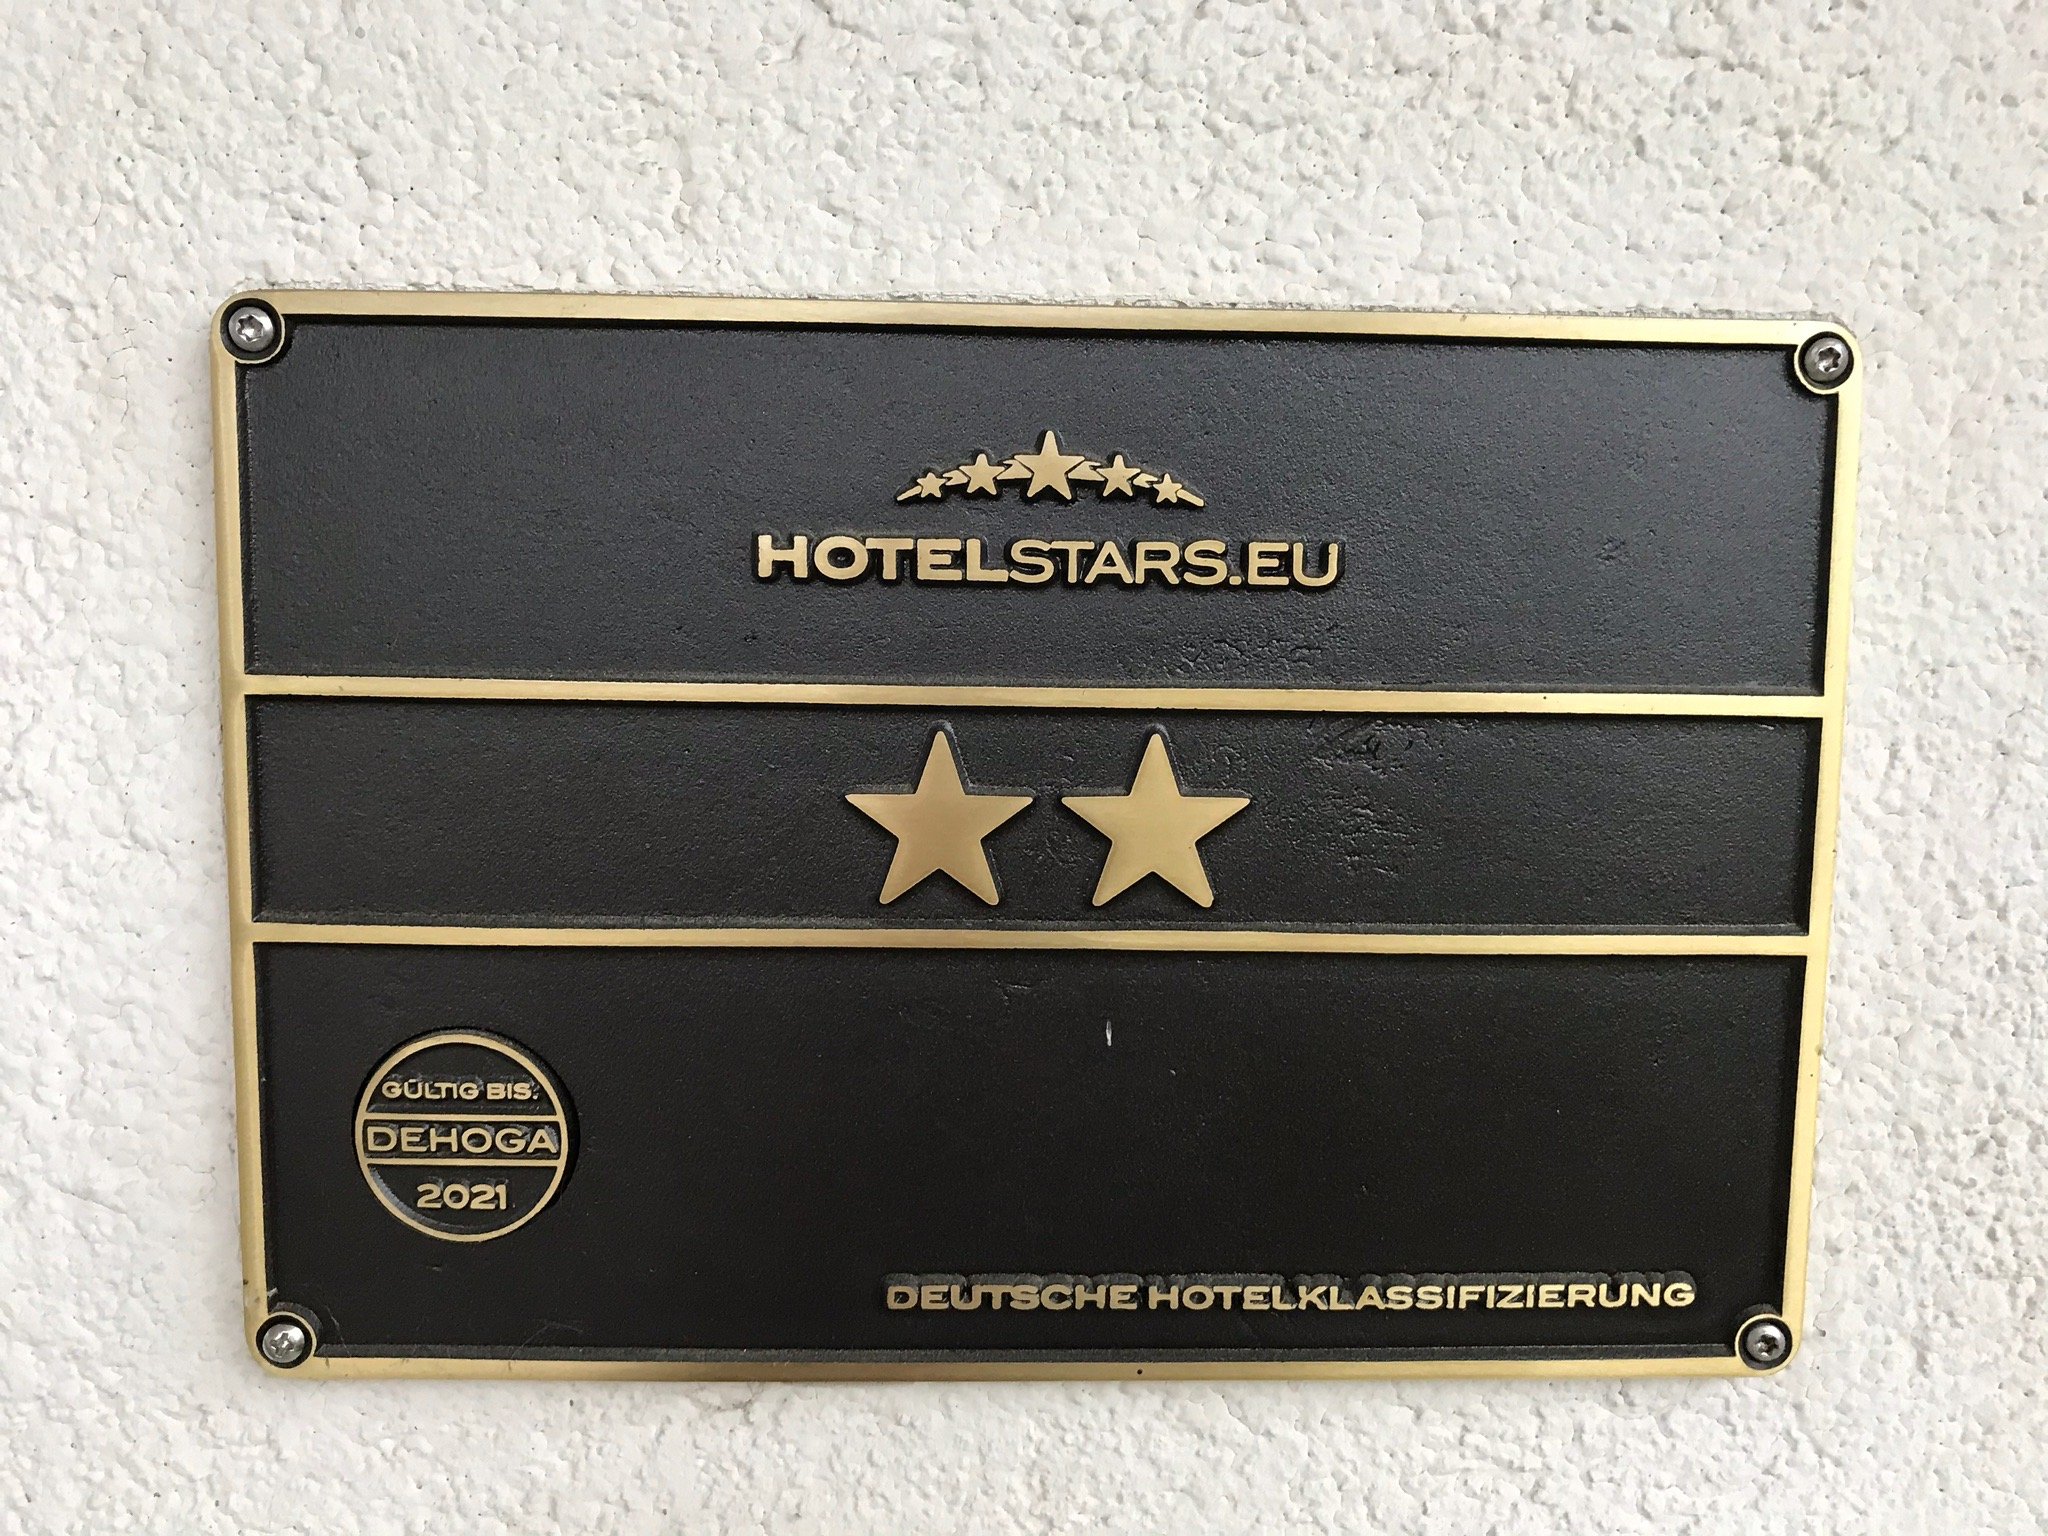 HOTELSTARS.EU
GÜLTIG BIS:
DEHOGA
2021
DEUTSCHE HOTELKLASSIFIZIERUNG